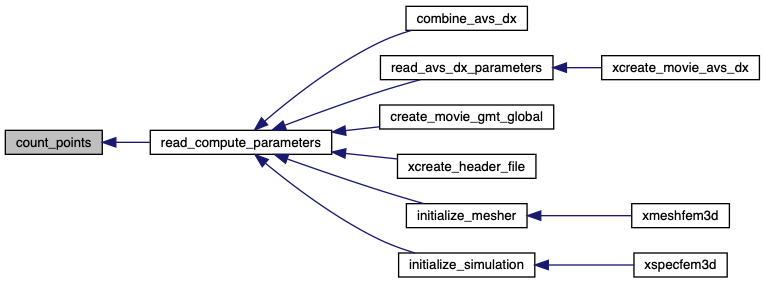 combine_avs_dx
read_avs_dx_parameters
xcreate_movie_avs_dx
create_movie_gmt_global
count_points
read_compute_parameters
xcreate_header_file
initialize_mesher
xmeshfem3d
initialize_simulation
xspecfem3d